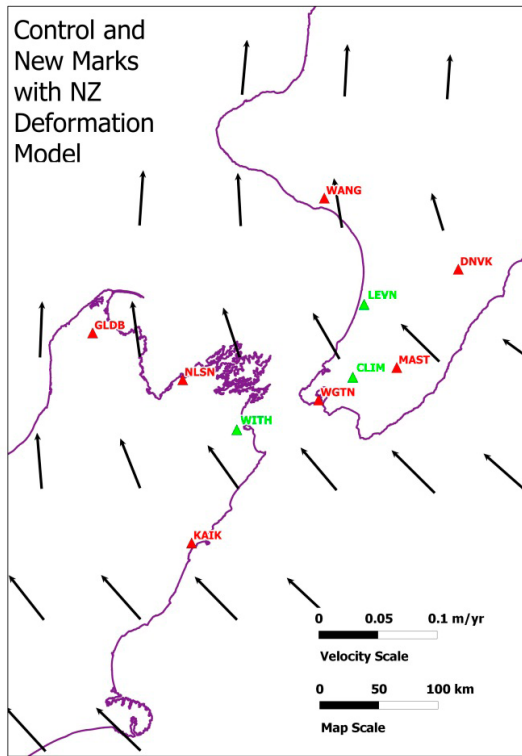 Control and
New Marks
with NZ
Deformation
Model
WANG
DNVK
LEVN
GLDB
MAST
CLIM
NLSN
WGTN
WITH
KAIK
0 0.05 0.1 m/yr
Velocity Scale
0 50 100 km
Map Scale